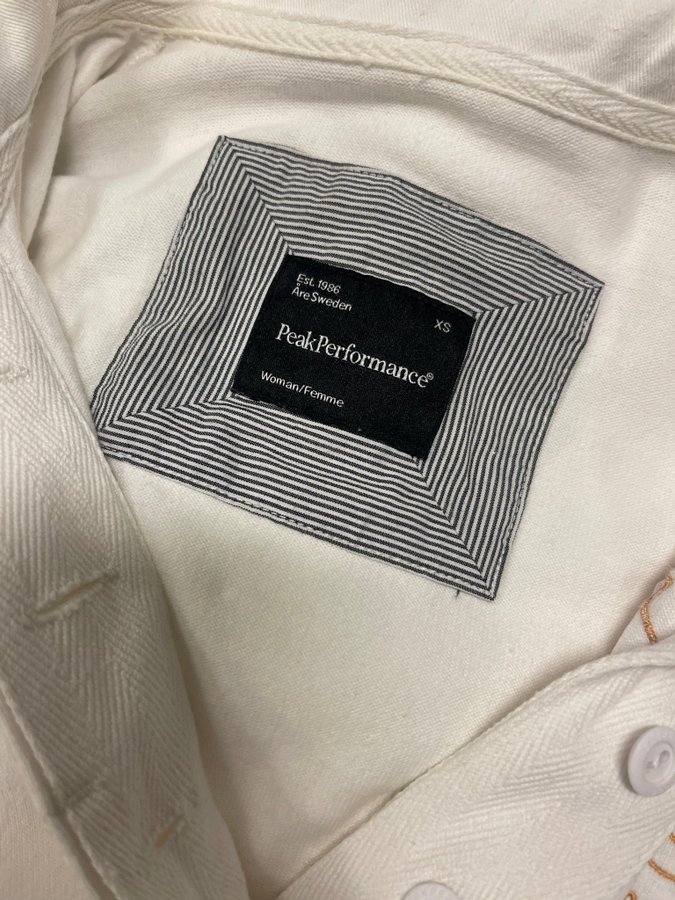 Est. 1986
Åre Sweden
XS
PeakPerformance®
Woman/Femme